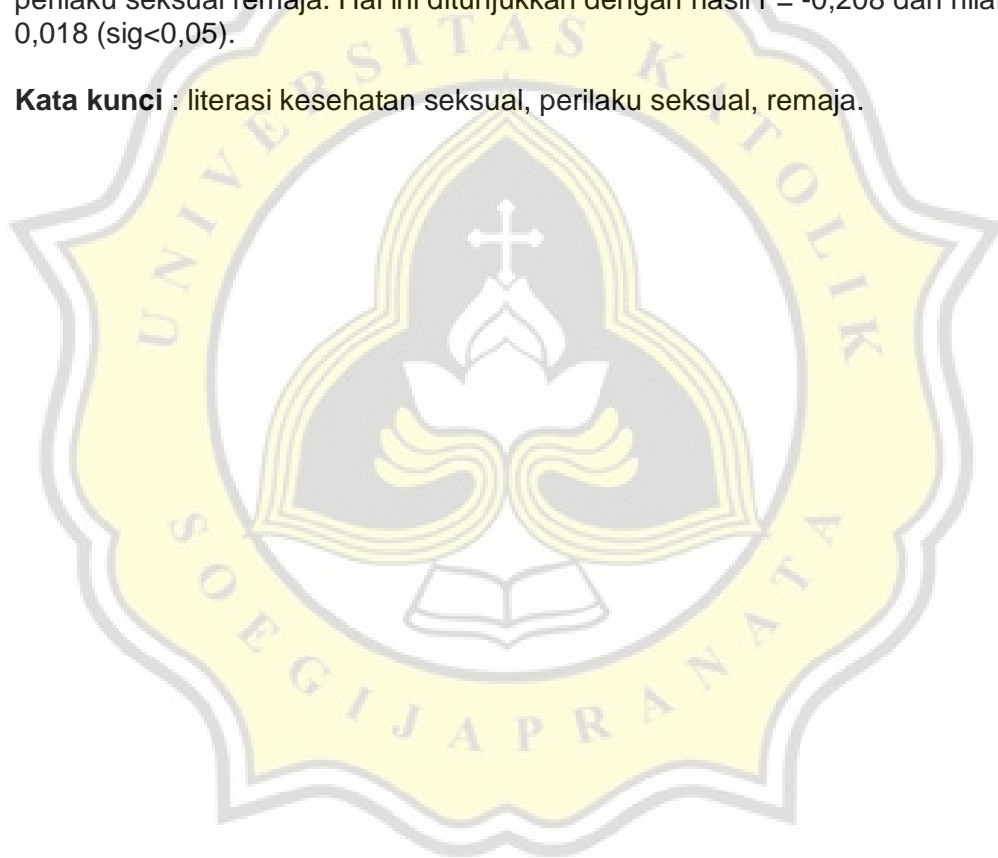 perilaku seksual remaja. Hal ini ditunjukkan dengan hasil r = -0,208 dan nilai
0,018 (sig<0,05).
Kata kunci : literasi kesehatan seksual, perilaku seksual, remaja.
UNIVERSITAS KATOLIK
SOEGIJAPRANATA